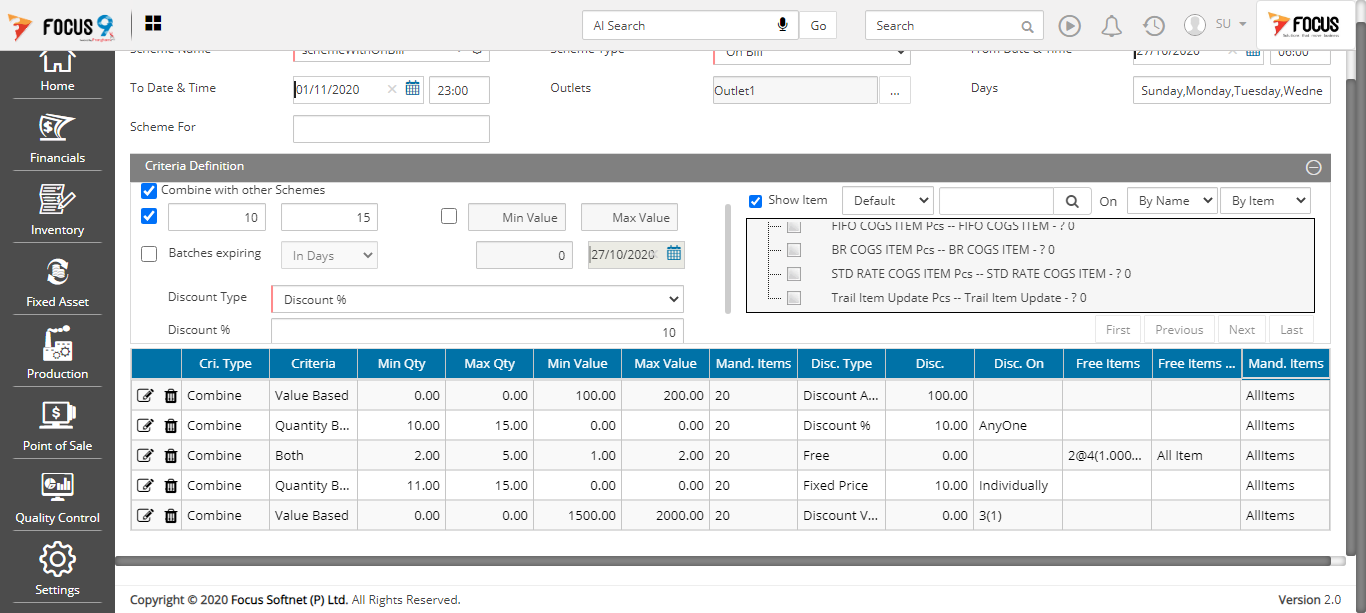 FOCUS 9
AI Search
Go
Search
SU
FOCUS
Scheme Name
SchemeWithOnBill
Scheme Type
On Bill
From Date & Time
27/10/2020
06:00
Home
To Date & Time
01/11/2020
23:00
Outlets
Outlet1
...
Days
Sunday,Monday,Tuesday,Wedne
Scheme For
Financials
Inventory
Fixed Asset
Production
Point of Sale
Quality Control
Settings
Criteria Definition
Combine with other Schemes
10
15
Min Value
Max Value
Batches expiring
In Days
0
27/10/2020
Discount Type
Discount %
Discount %
10
Show Item
Default
On
By Name
By Item
FIFO COGS ITEM Pcs -- FIFO COGS ITEM - ? 0
BR COGS ITEM Pcs -- BR COGS ITEM - ? 0
STD RATE COGS ITEM Pcs -- STD RATE COGS ITEM - ? 0
Trail Item Update Pcs -- Trail Item Update - ? 0
First Previous Next Last
Cri. Type Criteria Min Qty Max Qty Min Value Max Value Mand. Items Disc. Type Disc. Disc. On Free Items Free Items ... Mand. Items
Combine Value Based 0.00 0.00 100.00 200.00 20 Discount A... 100.00 AllItems
Combine Quantity B... 10.00 15.00 0.00 0.00 20 Discount % 10.00 AnyOne AllItems
Combine Both 2.00 5.00 1.00 2.00 20 Free 0.00 2@4(1.000... All Item AllItems
Combine Quantity B... 11.00 15.00 0.00 0.00 20 Fixed Price 10.00 Individually AllItems
Combine Value Based 0.00 0.00 1500.00 2000.00 20 Discount V... 0.00 3(1) AllItems
Copyright © 2020 Focus Softnet (P) Ltd. All Rights Reserved.
Version 2.0